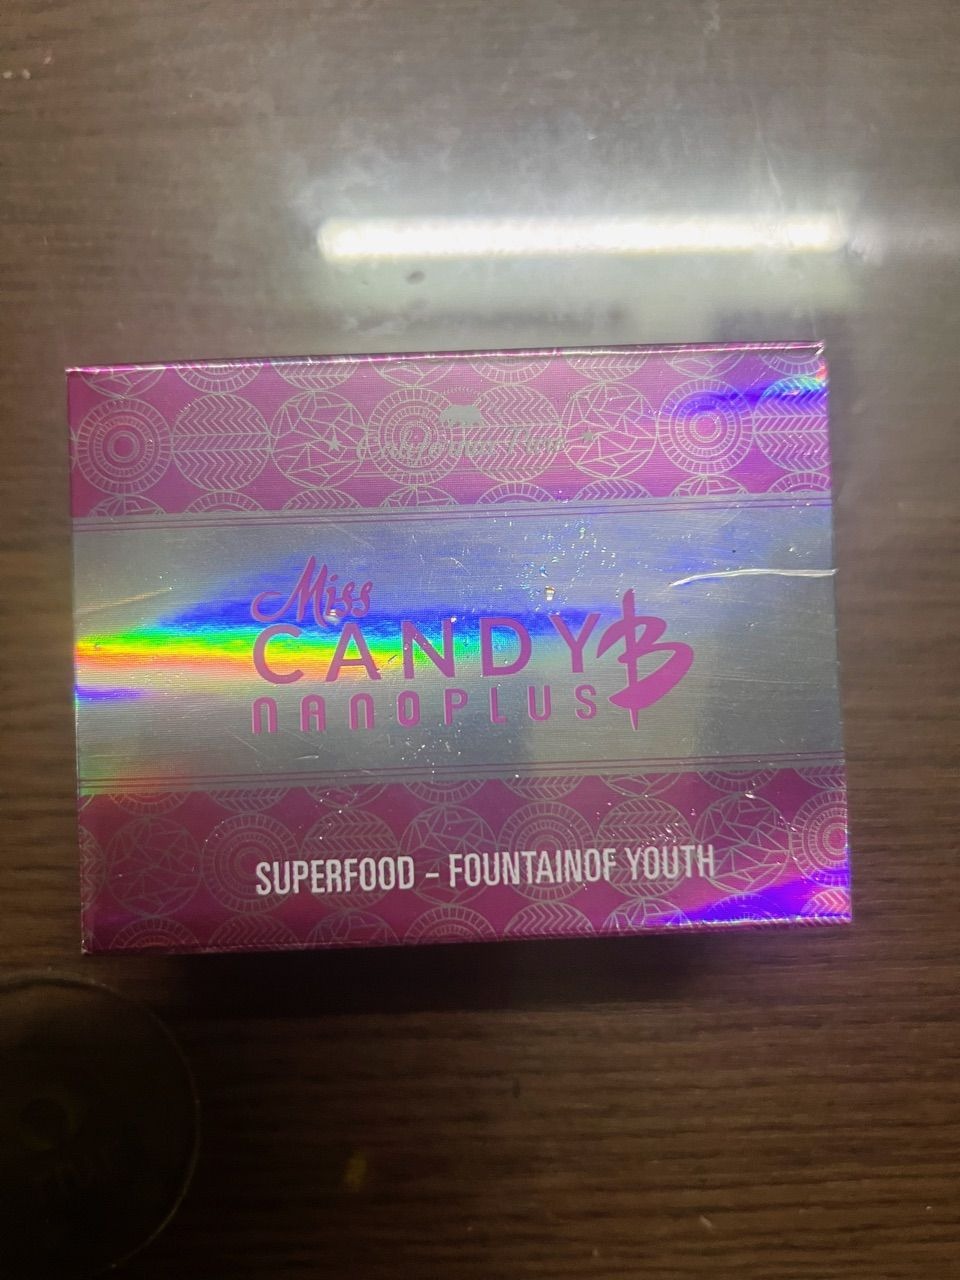 Miss
CANDY B
NANOPLUS
SUPERFOOD - FOUNTAINOF YOUTH